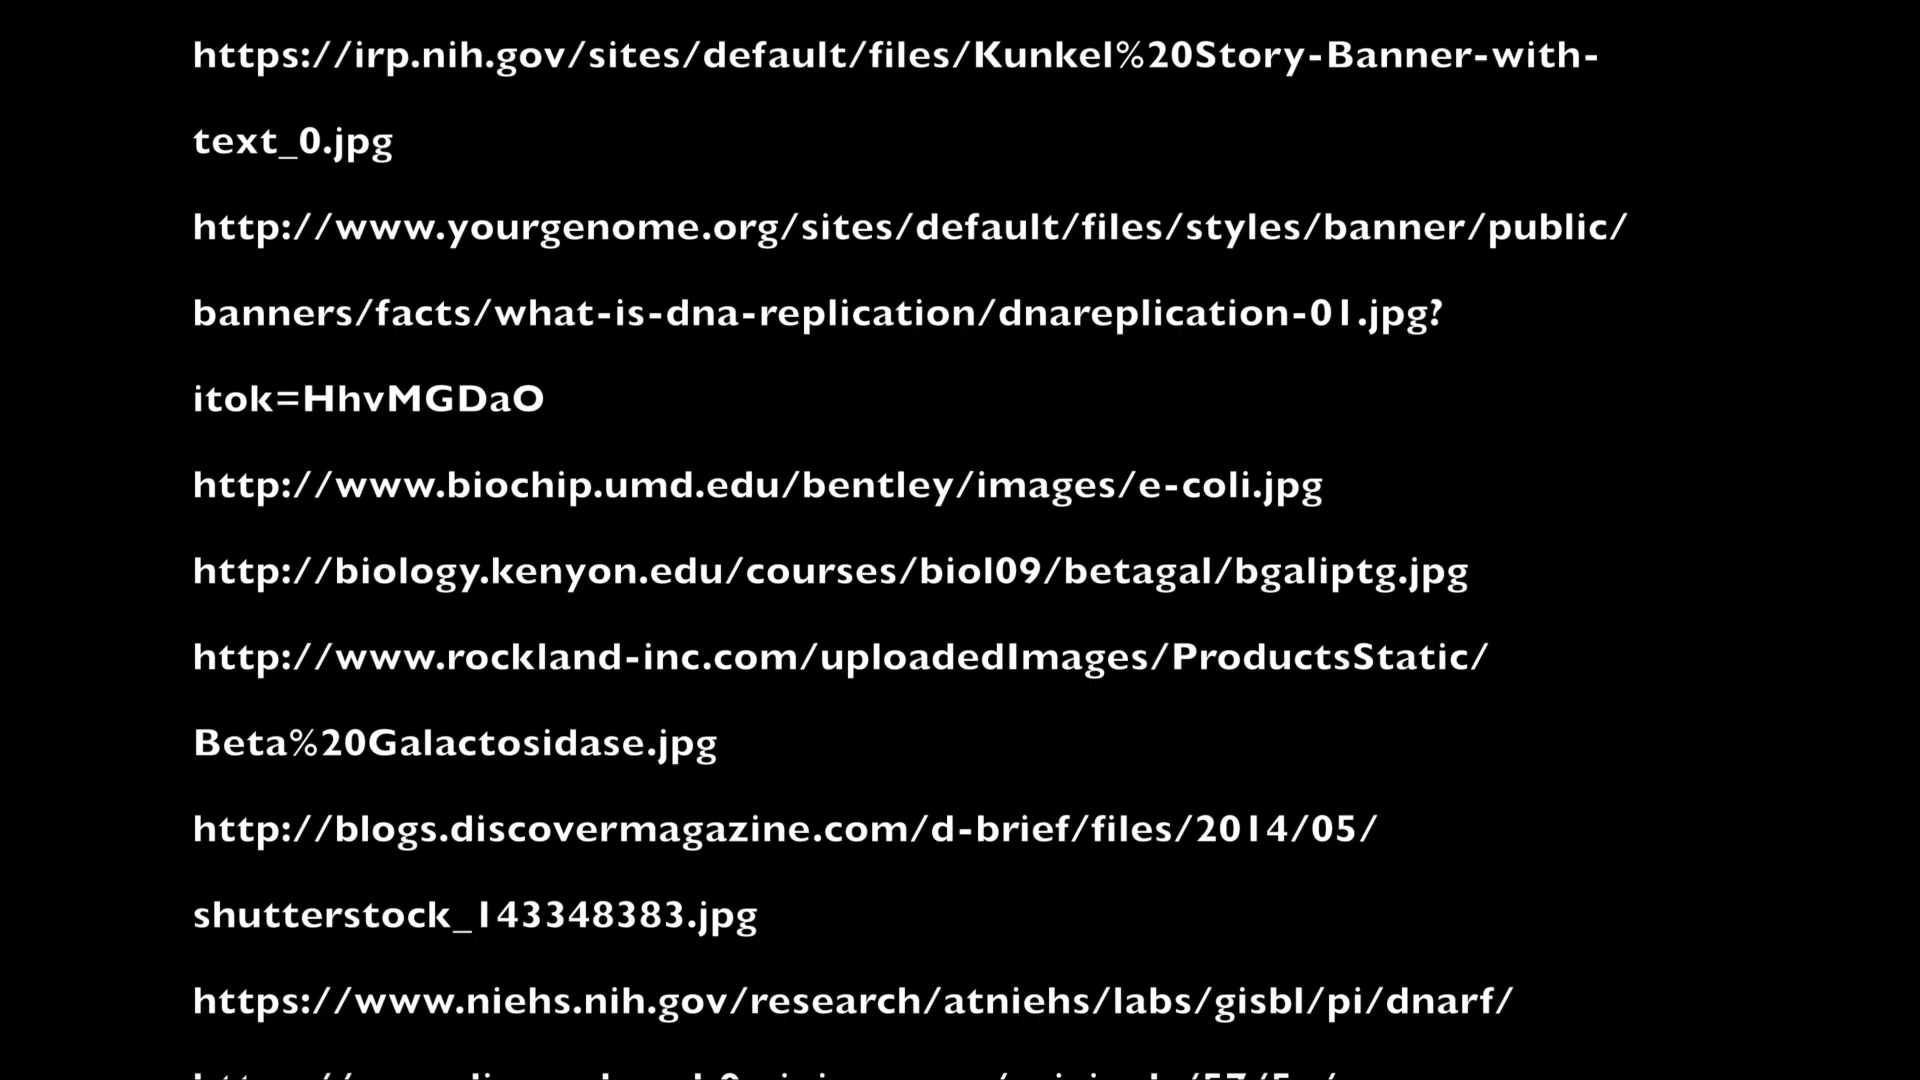 https://irp.nih.gov/sites/default/files/Kunkel%20Story-Banner-with-
text_0.jpg
http://www.yourgenome.org/sites/default/files/styles/banner/public/
banners/facts/what-is-dna-replication/dnareplication-01.jpg?
itok=HhvMGDaO
http://www.biochip.umd.edu/bentley/images/e-coli.jpg
http://biology.kenyon.edu/courses/biol09/betagal/bgaliptg.jpg
http://www.rockland-inc.com/uploadedImages/ProductsStatic/
Beta%20Galactosidase.jpg
http://blogs.discovermagazine.com/d-brief/files/2014/05/
shutterstock_143348383.jpg
https://www.niehs.nih.gov/research/atniehs/labs/gisbl/pi/dnarf/